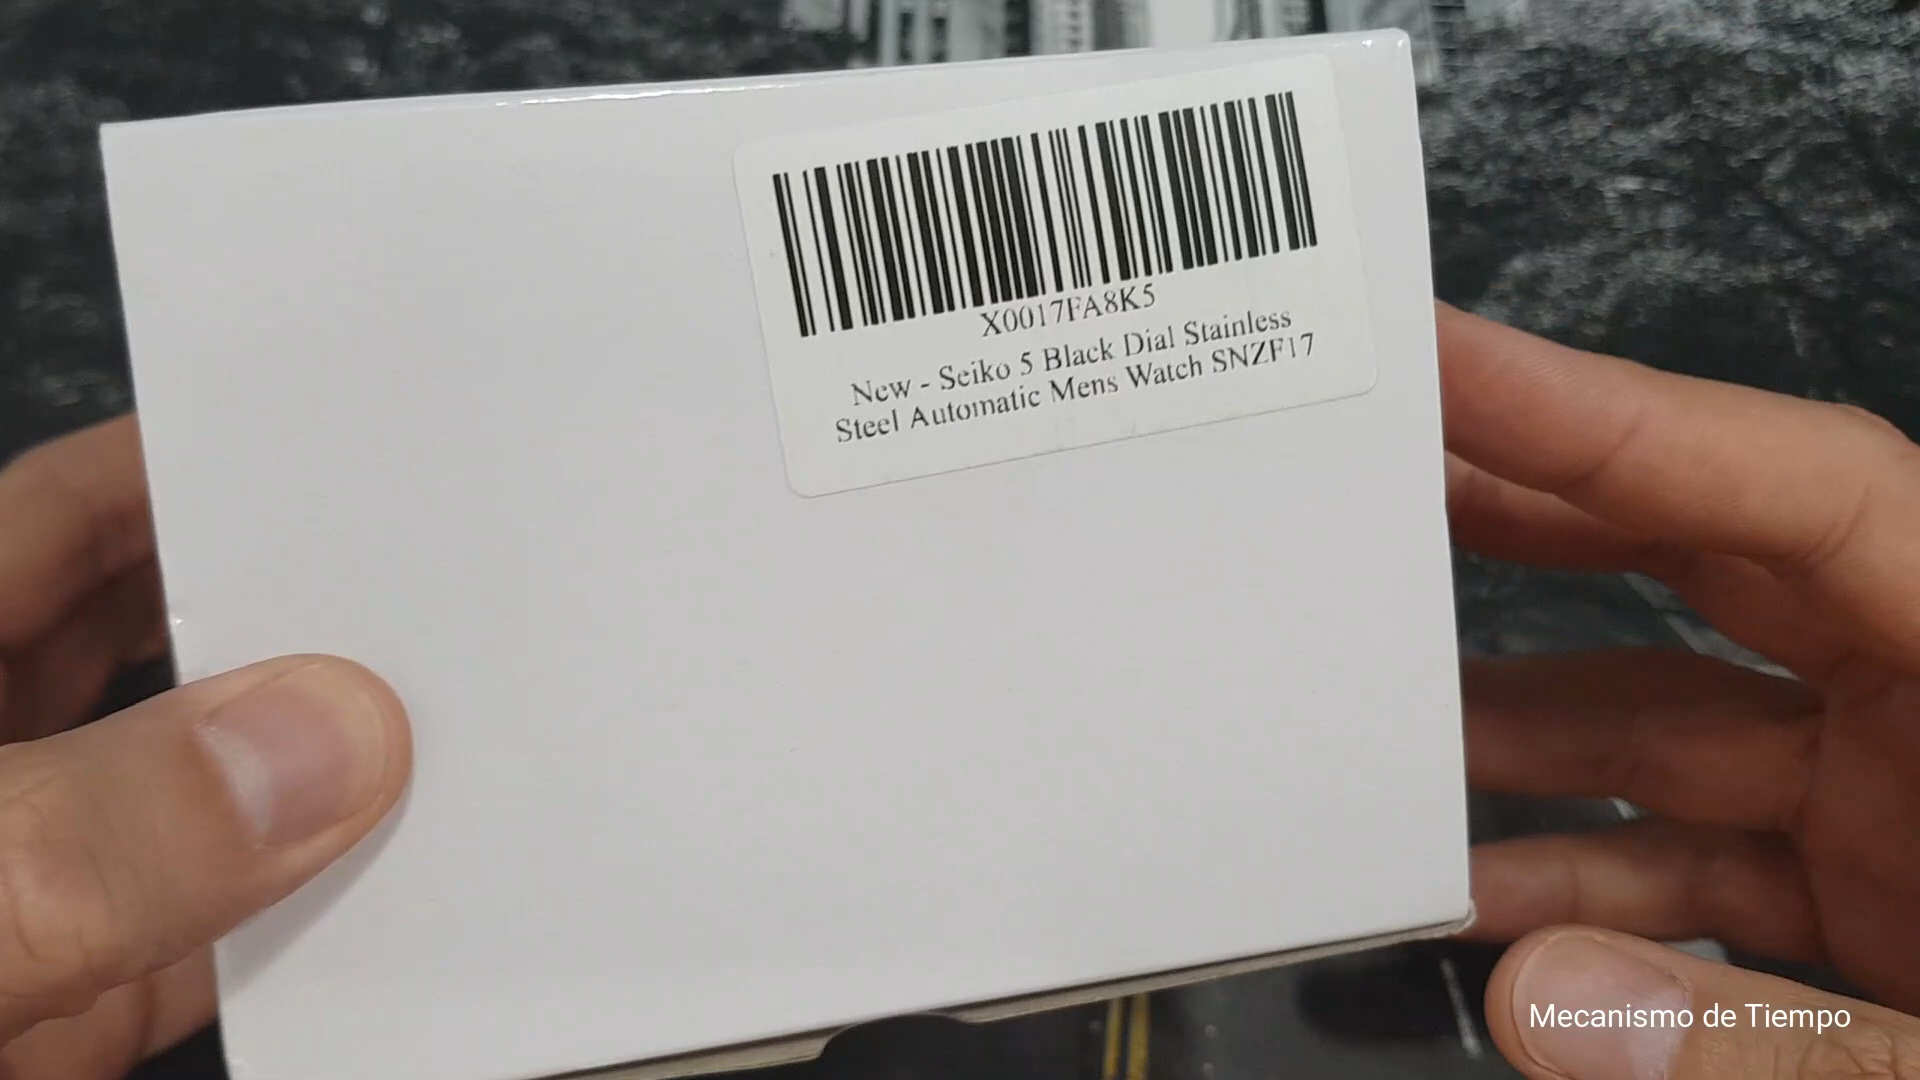 X0017FA8K5
New - Seiko 5 Black Dial Stainless
Steel Automatic Mens Watch SNZF17
Mecanismo de Tiempo